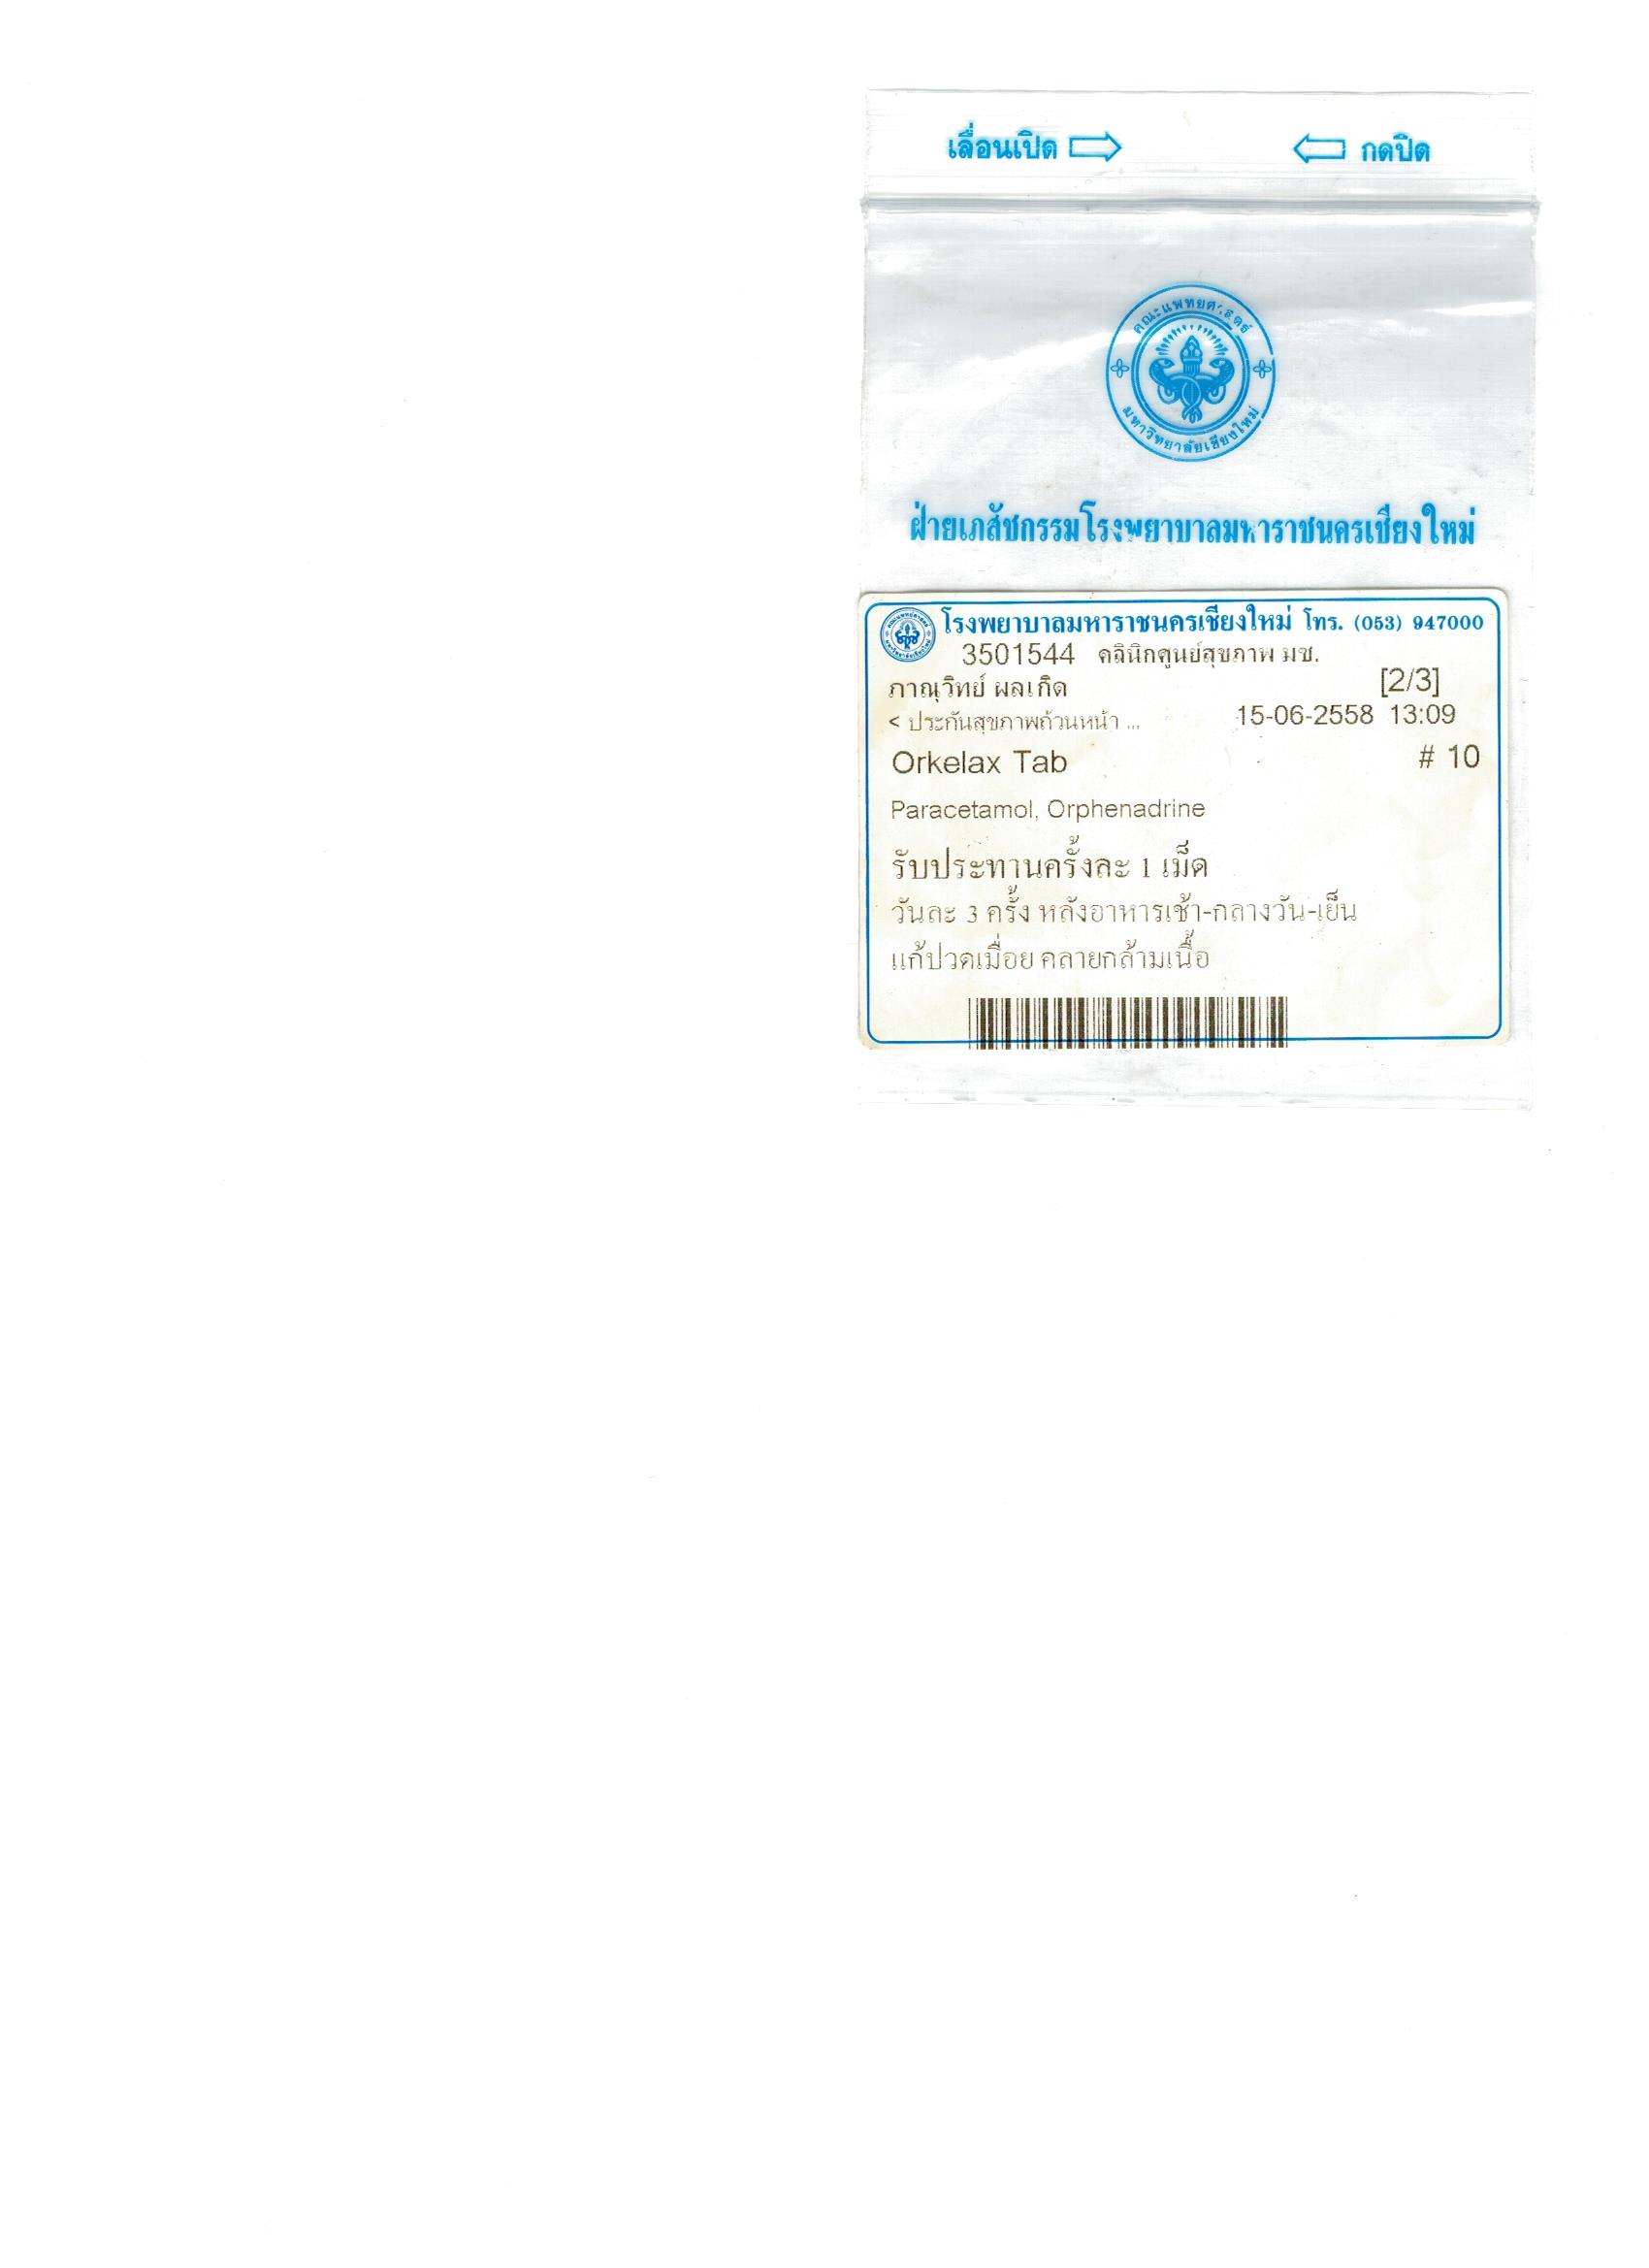 เลื่อนเปิด กดปิด
คณะแพทยศาสตร์
มหาวิทยาลัยเชียงใหม่
ฝ่ายเภสัชกรรมโรงพยาบาลมหาราชนครเชียงใหม่
โรงพยาบาลมหาราชนครเชียงใหม่ โทร. (053) 947000
3501544 คลินิกศูนย์สุขภาพ มช.
ภาณุวิทย์ ผลเกิด [2/3]
< ประกันสุขภาพถ้วนหน้า ... 15-06-2558 13:09
Orkelax Tab # 10
Paracetamol, Orphenadrine
รับประทานครั้งละ 1 เม็ด
วันละ 3 ครั้ง หลังอาหารเช้า-กลางวัน-เย็น
แก้ปวดเมื่อย คลายกล้ามเนื้อ